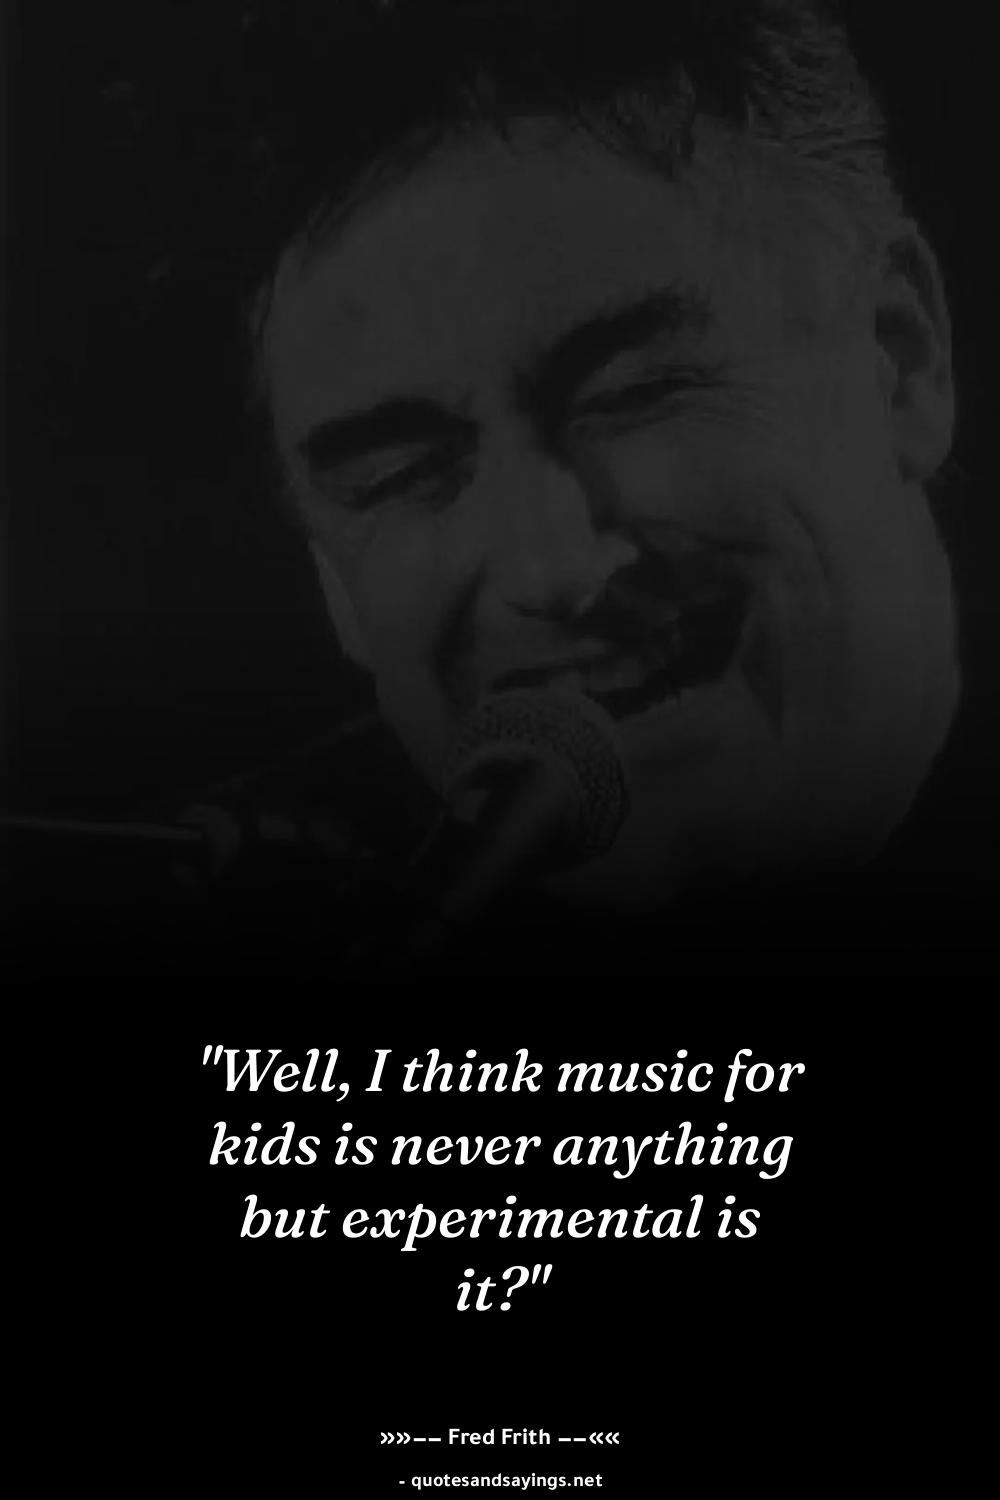 "Well, I think music for
kids is never anything
but experimental is
it?"
»»−− Fred Frith −−««
- quotesandsayings.net